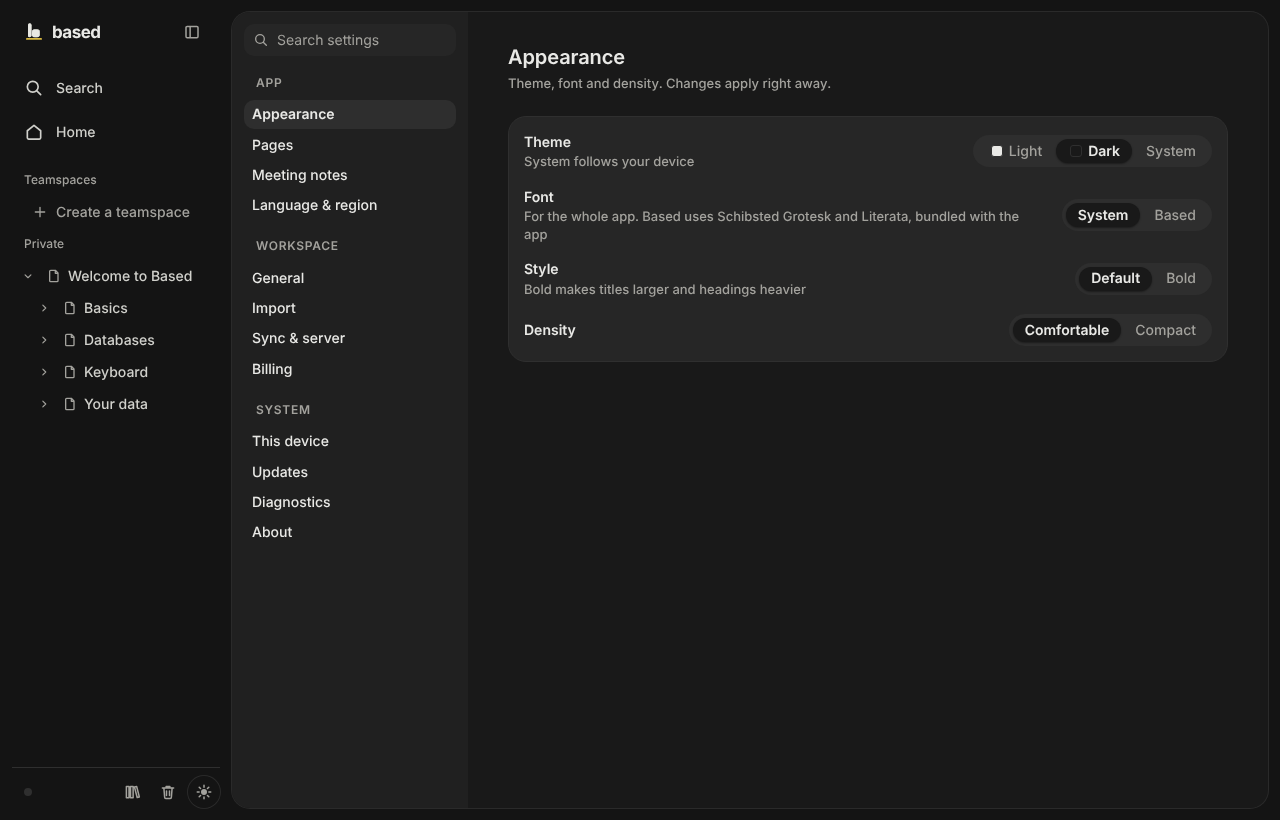 based
Search
Home
Teamspaces
Create a teamspace
Private
Welcome to Based
Basics
Databases
Keyboard
Your data
Search settings
APP
Appearance
Pages
Meeting notes
Language & region
WORKSPACE
General
Import
Sync & server
Billing
SYSTEM
This device
Updates
Diagnostics
About
Appearance
Theme, font and density. Changes apply right away.
Theme
System follows your device
Light Dark System
Font
For the whole app. Based uses Schibsted Grotesk and Literata, bundled with the
app
System Based
Style
Bold makes titles larger and headings heavier
Default Bold
Density
Comfortable Compact